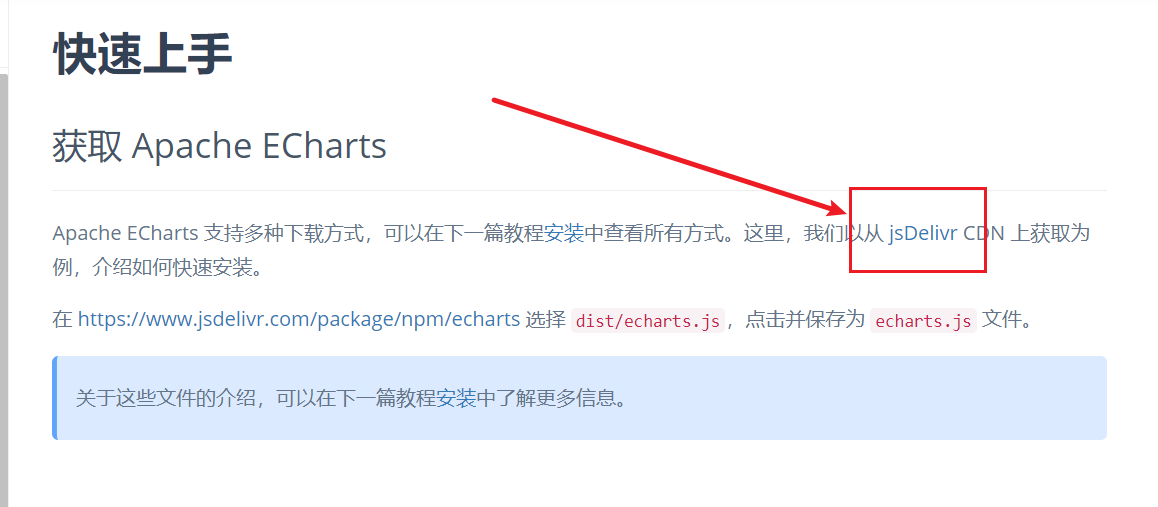 快速上手
获取 Apache ECharts
Apache ECharts 支持多种下载方式，可以在下一篇教程安装中查看所有方式。这里，我们以从 jsDelivr CDN 上获取为
例，介绍如何快速安装。
在 https://www.jsdelivr.com/package/npm/echarts 选择 dist/echarts.js，点击并保存为 echarts.js 文件。
关于这些文件的介绍，可以在下一篇教程安装中了解更多信息。